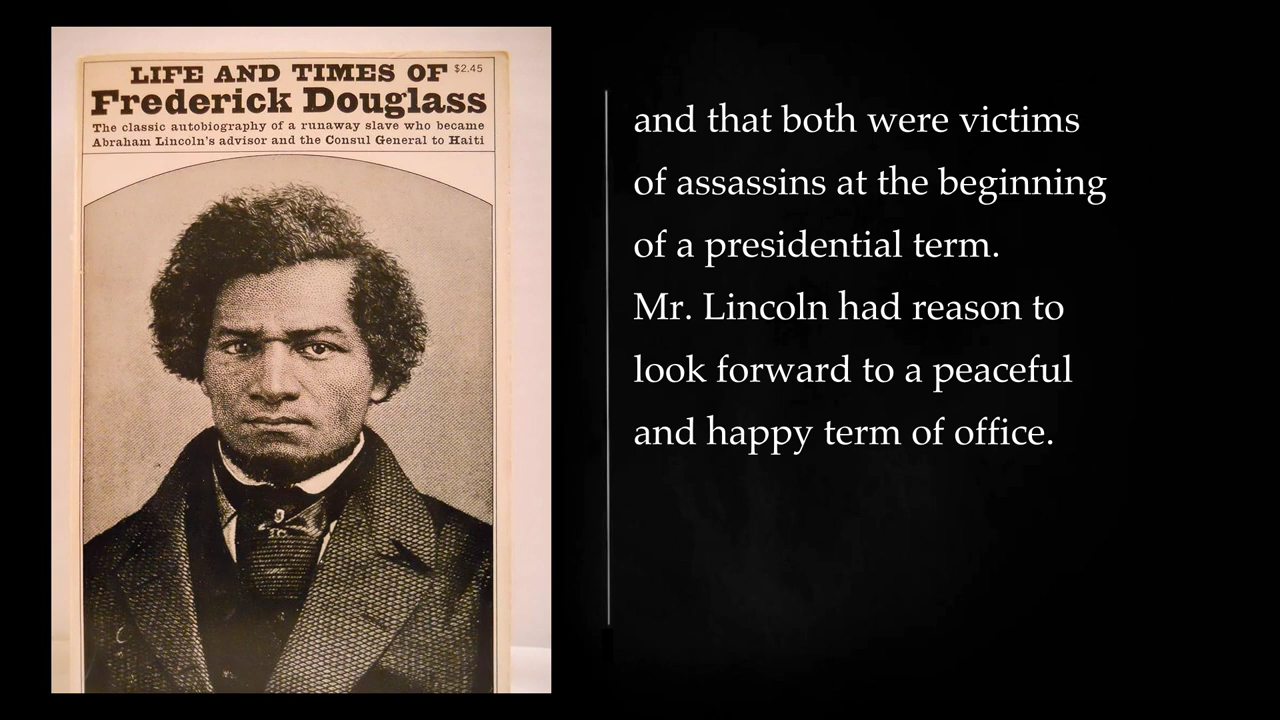 LIFE AND TIMES OF $2.45
Frederick Douglass
The classic autobiography of a runaway slave who became
Abraham Lincoln's advisor and the Consul General to Haiti
and that both were victims
of assassins at the beginning
of a presidential term.
Mr. Lincoln had reason to
look forward to a peaceful
and happy term of office.